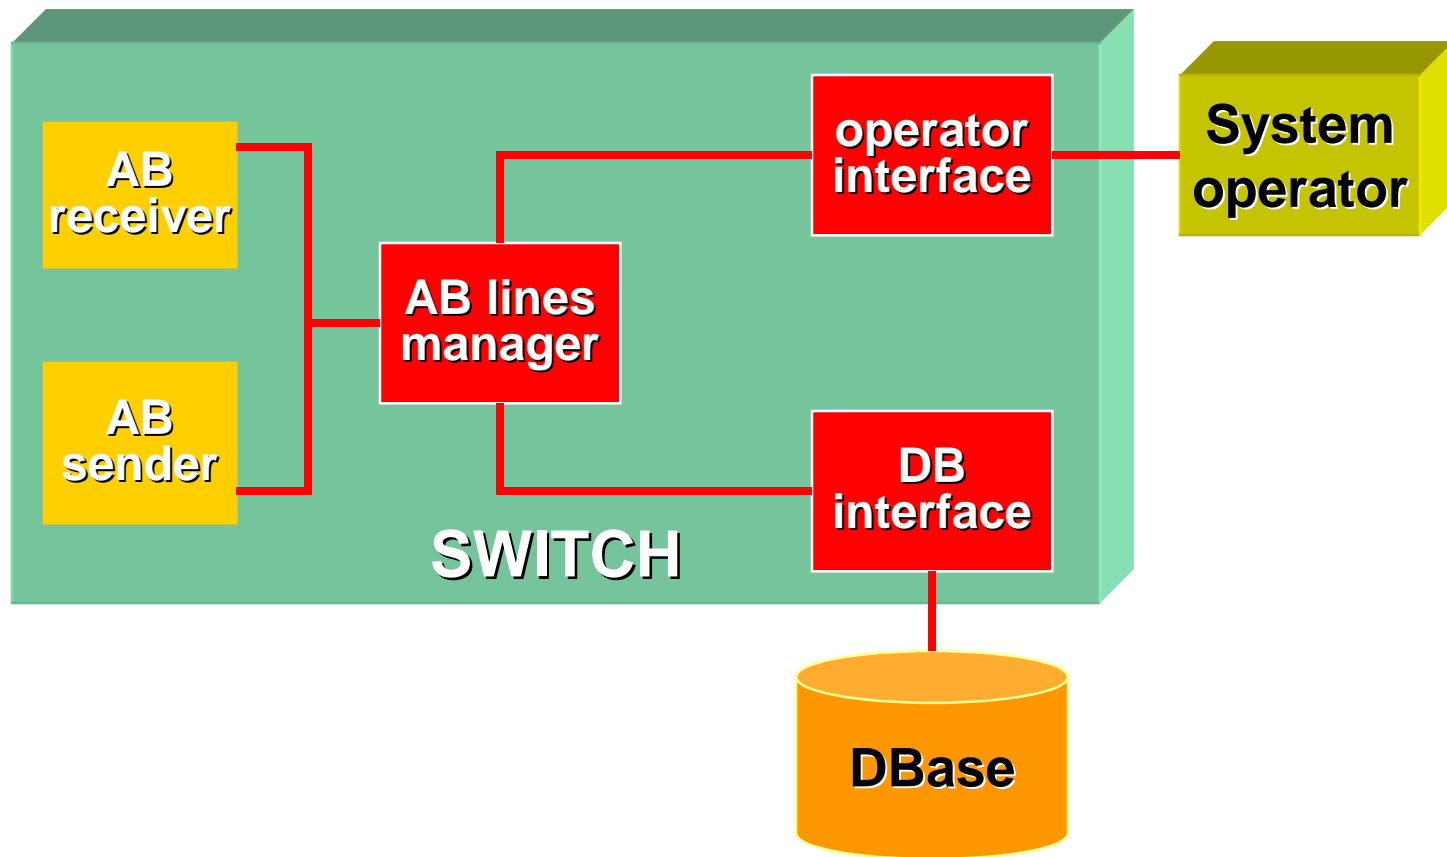 AB
receiver
AB
sender
AB lines
manager
operator
interface
DB
interface
SWITCH
System
operator
DBase